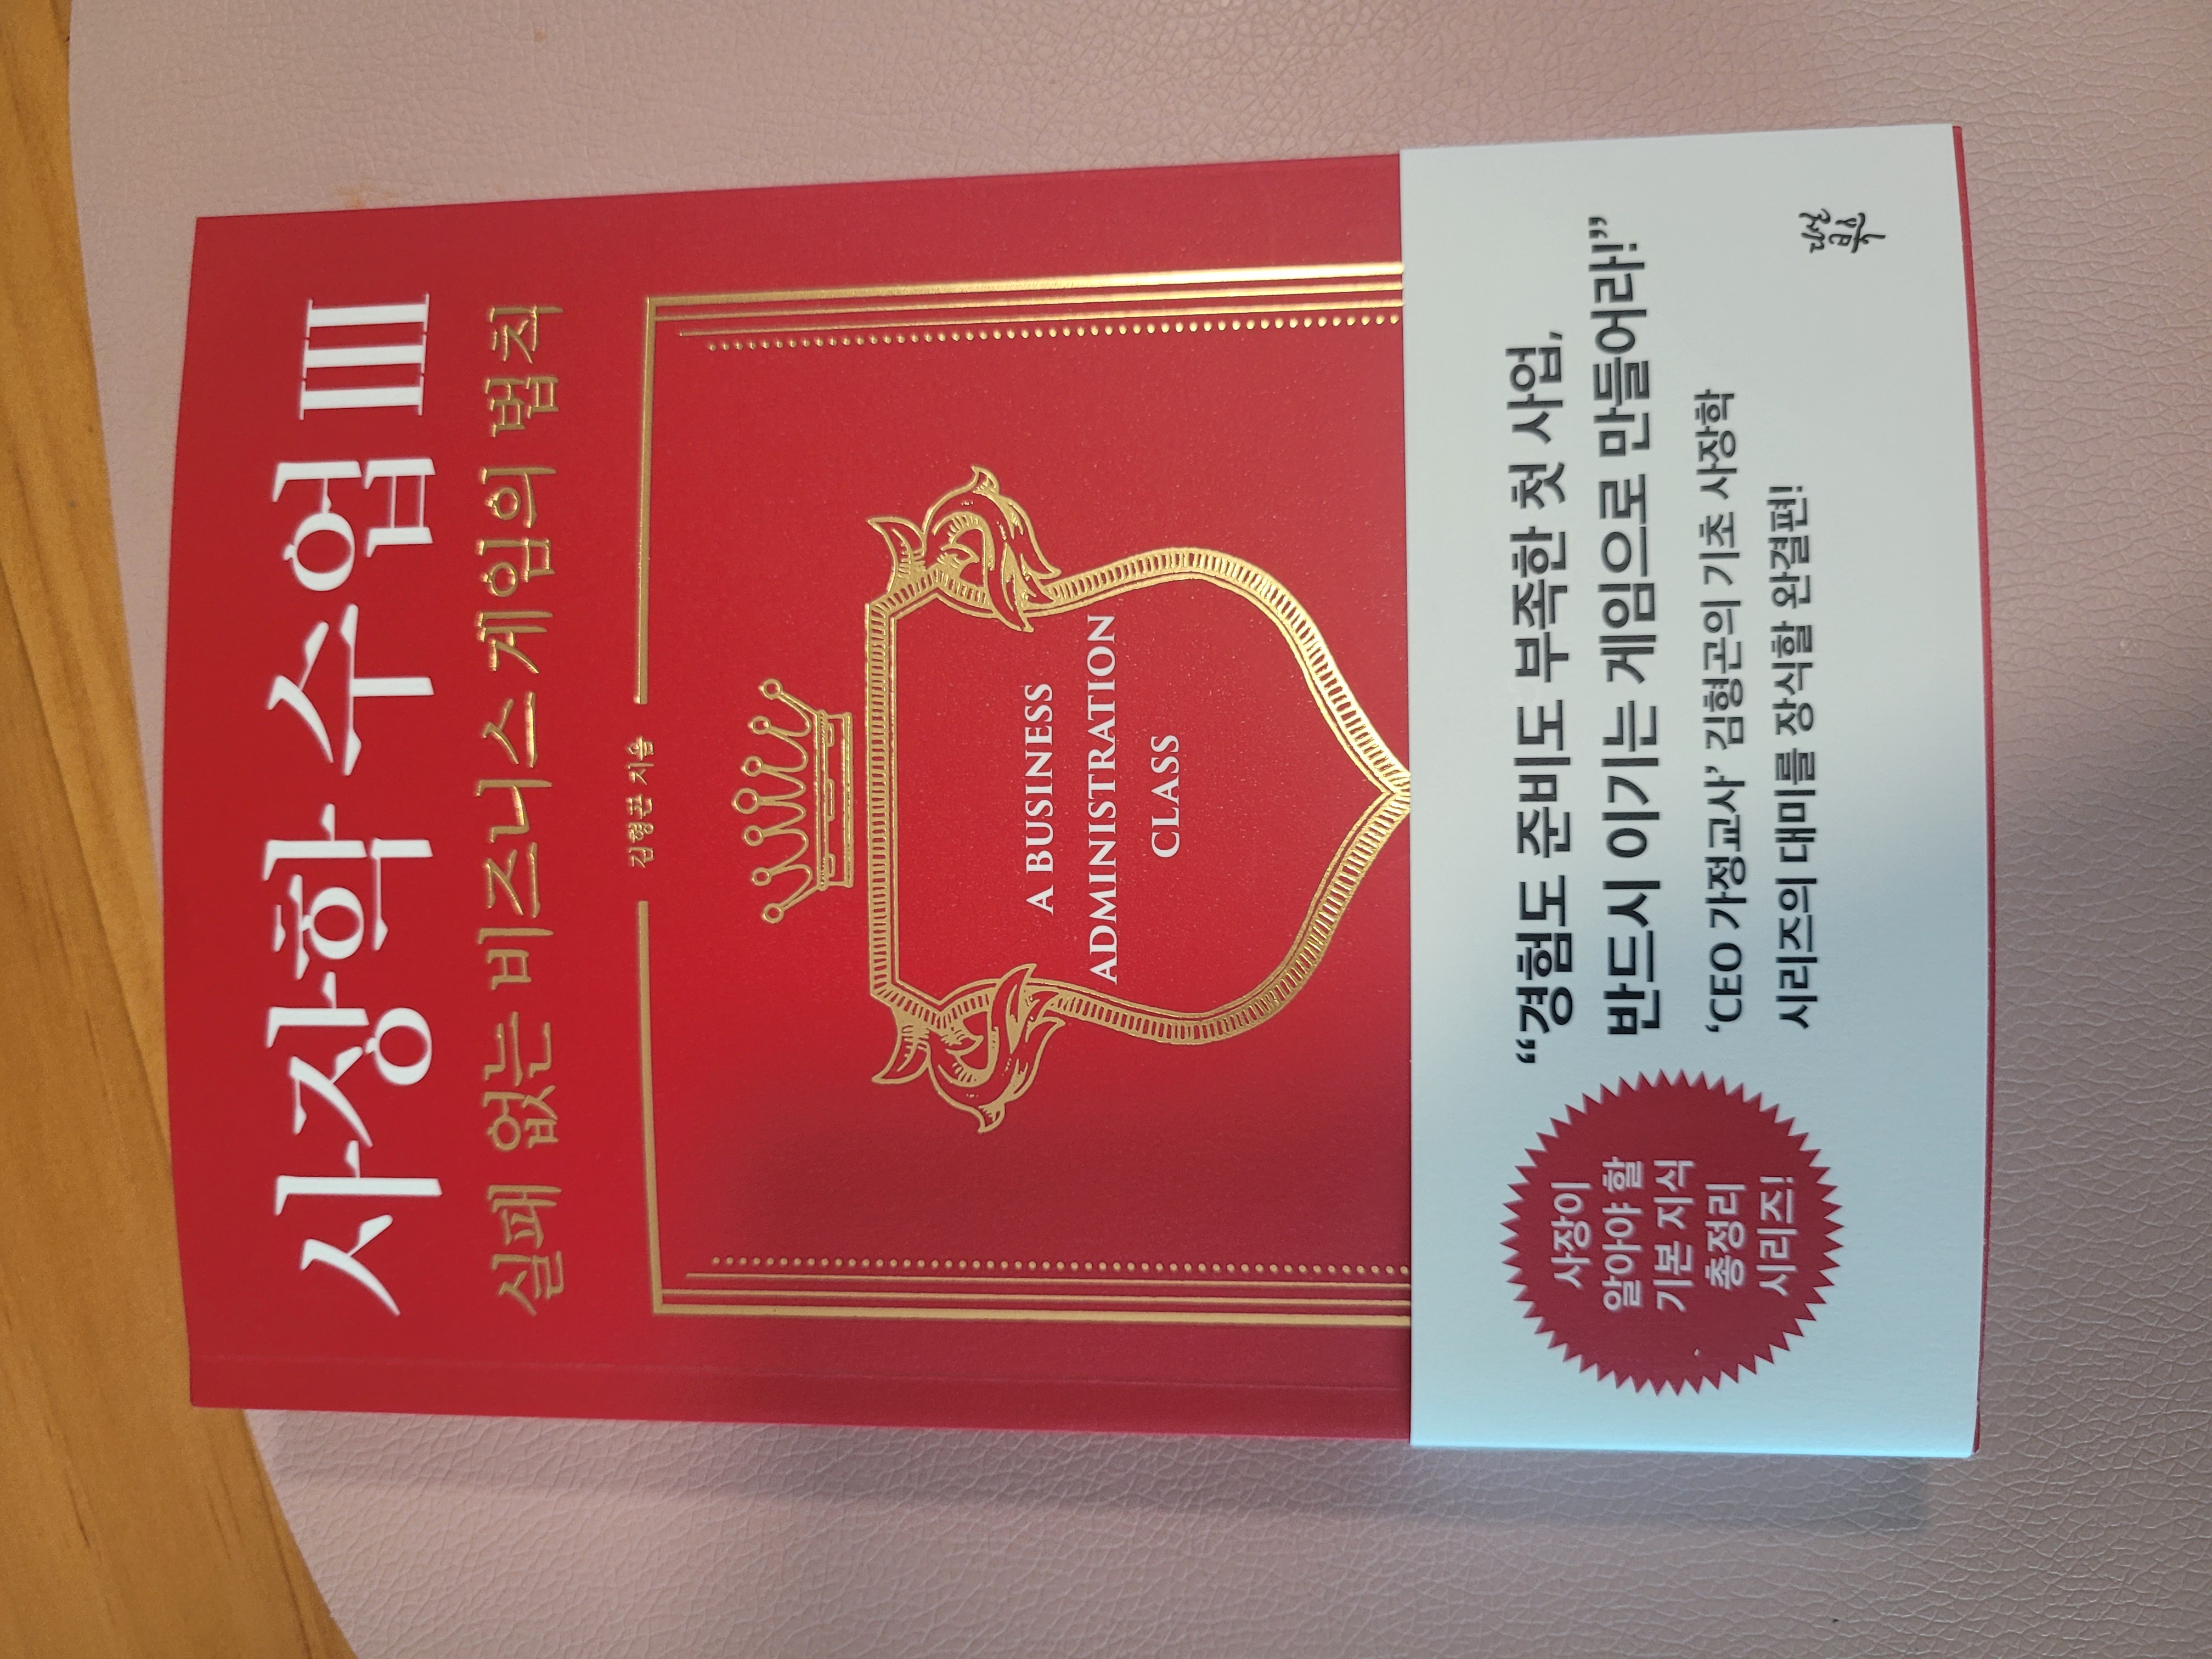 사장학 수업 III
실패 없는 비즈니스 게임의 법칙
김형곤 지음
A BUSINESS
ADMINISTRATION
CLASS
사장이
알아야 할
기본 지식
총정리
시리즈!
“경험도 준비도 부족한 첫 사업,
반드시 이기는 게임으로 만들어라!”
‘CEO 가정교사’ 김형곤의 기초 사장학
시리즈의 대미를 장식할 완결편!
다산북스